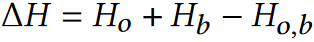 ΔH = H_o + H_b − H_{o,b}